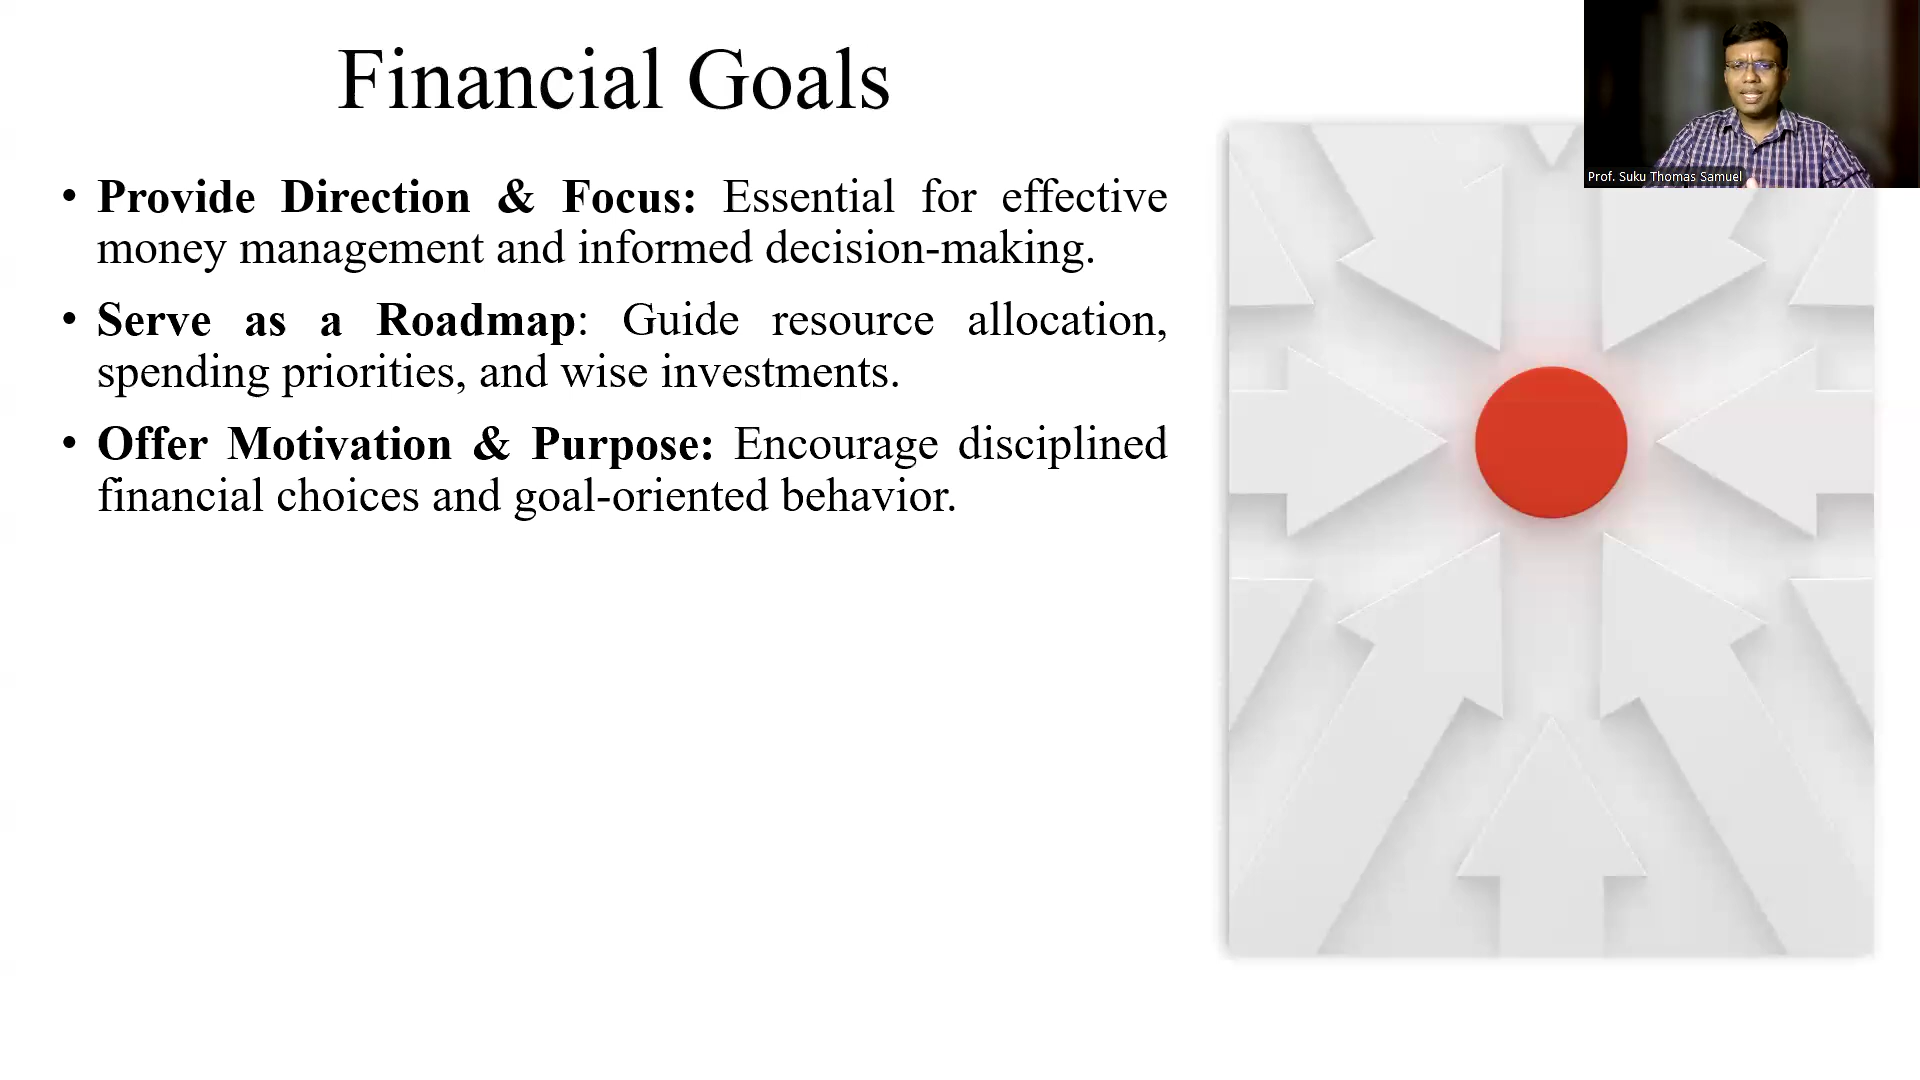 Financial Goals
Prof. Suku Thomas Samuel
• Provide Direction & Focus: Essential for effective
money management and informed decision-making.
• Serve as a Roadmap: Guide resource allocation,
spending priorities, and wise investments.
• Offer Motivation & Purpose: Encourage disciplined
financial choices and goal-oriented behavior.